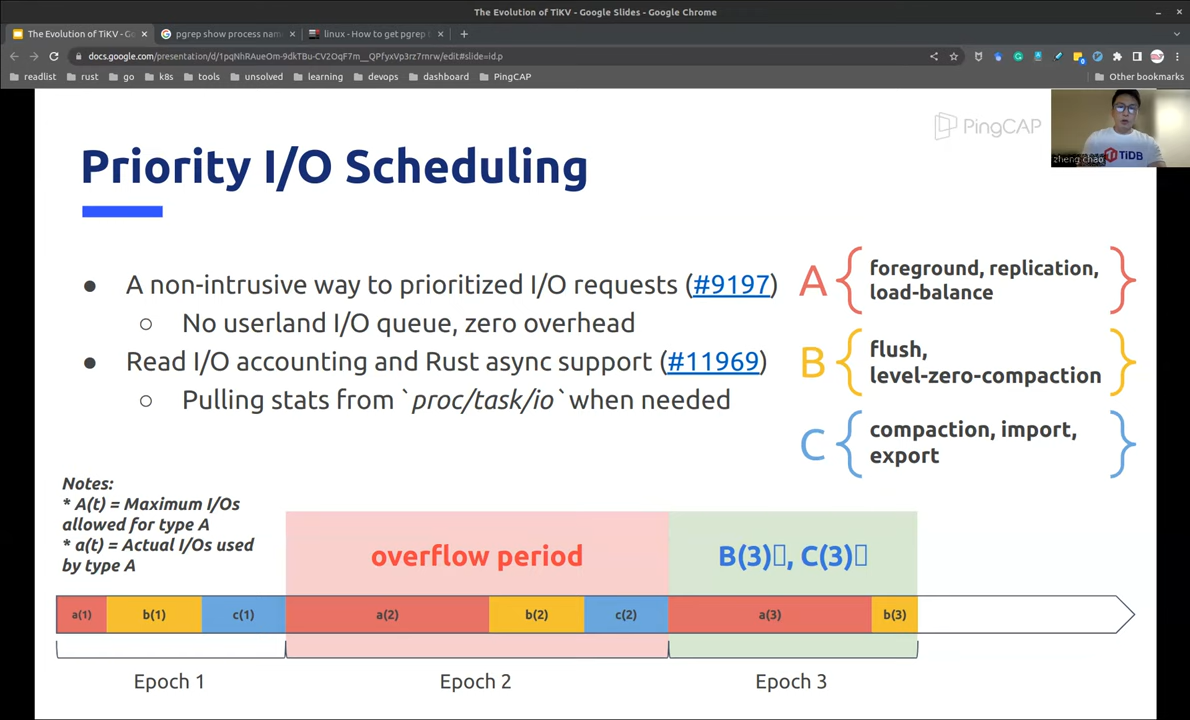 The Evolution of TiKV - Google Slides - Google Chrome
The Evolution of TiKV - Go
pgrep show process nam
linux - How to get pgrep t
docs.google.com/presentation/d/1pqNhRAueOm-9dkTBu-CV2OqF7m__QPfyxVp3rz7mrw/edit#slide=id.p
readlist
rust
go
k8s
tools
unsolved
learning
devops
dashboard
PingCAP
Other bookmarks
PingCAP
TiDB
zheng chao
Priority I/O Scheduling
● A non-intrusive way to prioritized I/O requests (#9197)
○ No userland I/O queue, zero overhead
● Read I/O accounting and Rust async support (#11969)
○ Pulling stats from `proc/task/io` when needed
A { foreground, replication, }
load-balance
B { flush, }
level-zero-compaction
C { compaction, import, }
export
Notes:
* A(t) = Maximum I/Os
allowed for type A
* a(t) = Actual I/Os used
by type A
overflow period
B(3)▯, C(3)▯
a(1) b(1) c(1) a(2) b(2) c(2) a(3) b(3)
Epoch 1 Epoch 2 Epoch 3